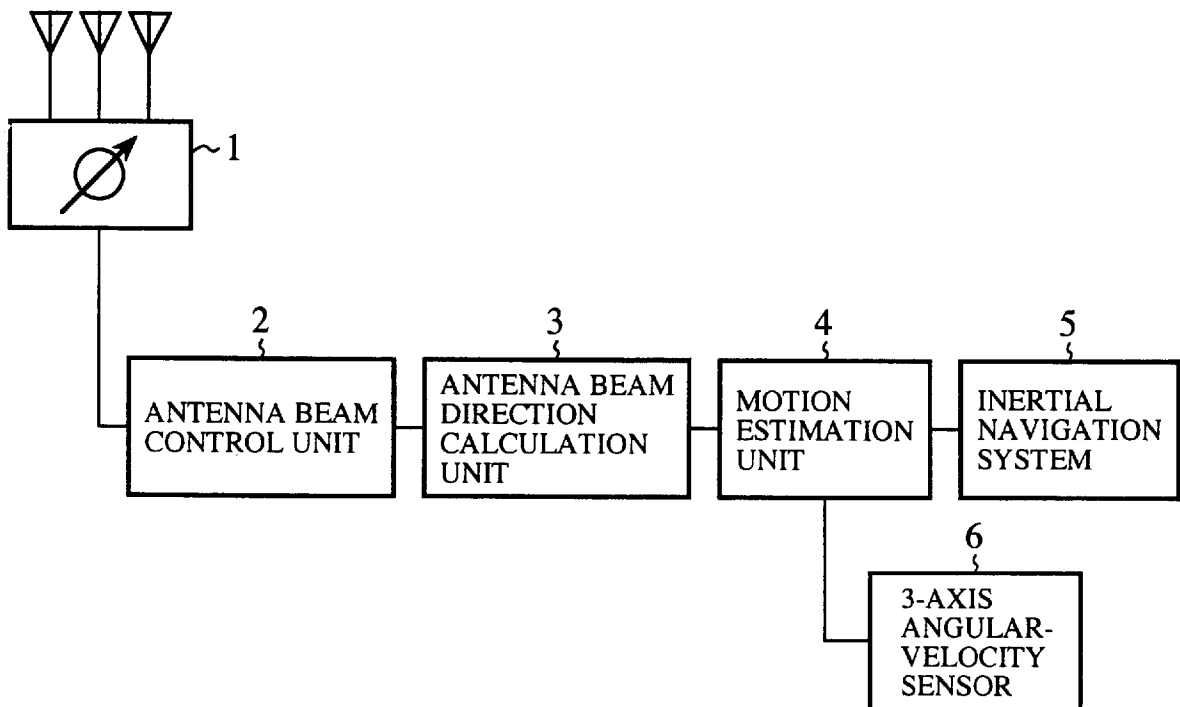 1
2
ANTENNA BEAM
CONTROL UNIT
3
ANTENNA BEAM
DIRECTION
CALCULATION
UNIT
4
MOTION
ESTIMATION
UNIT
5
INERTIAL
NAVIGATION
SYSTEM
6
3-AXIS
ANGULAR-
VELOCITY
SENSOR